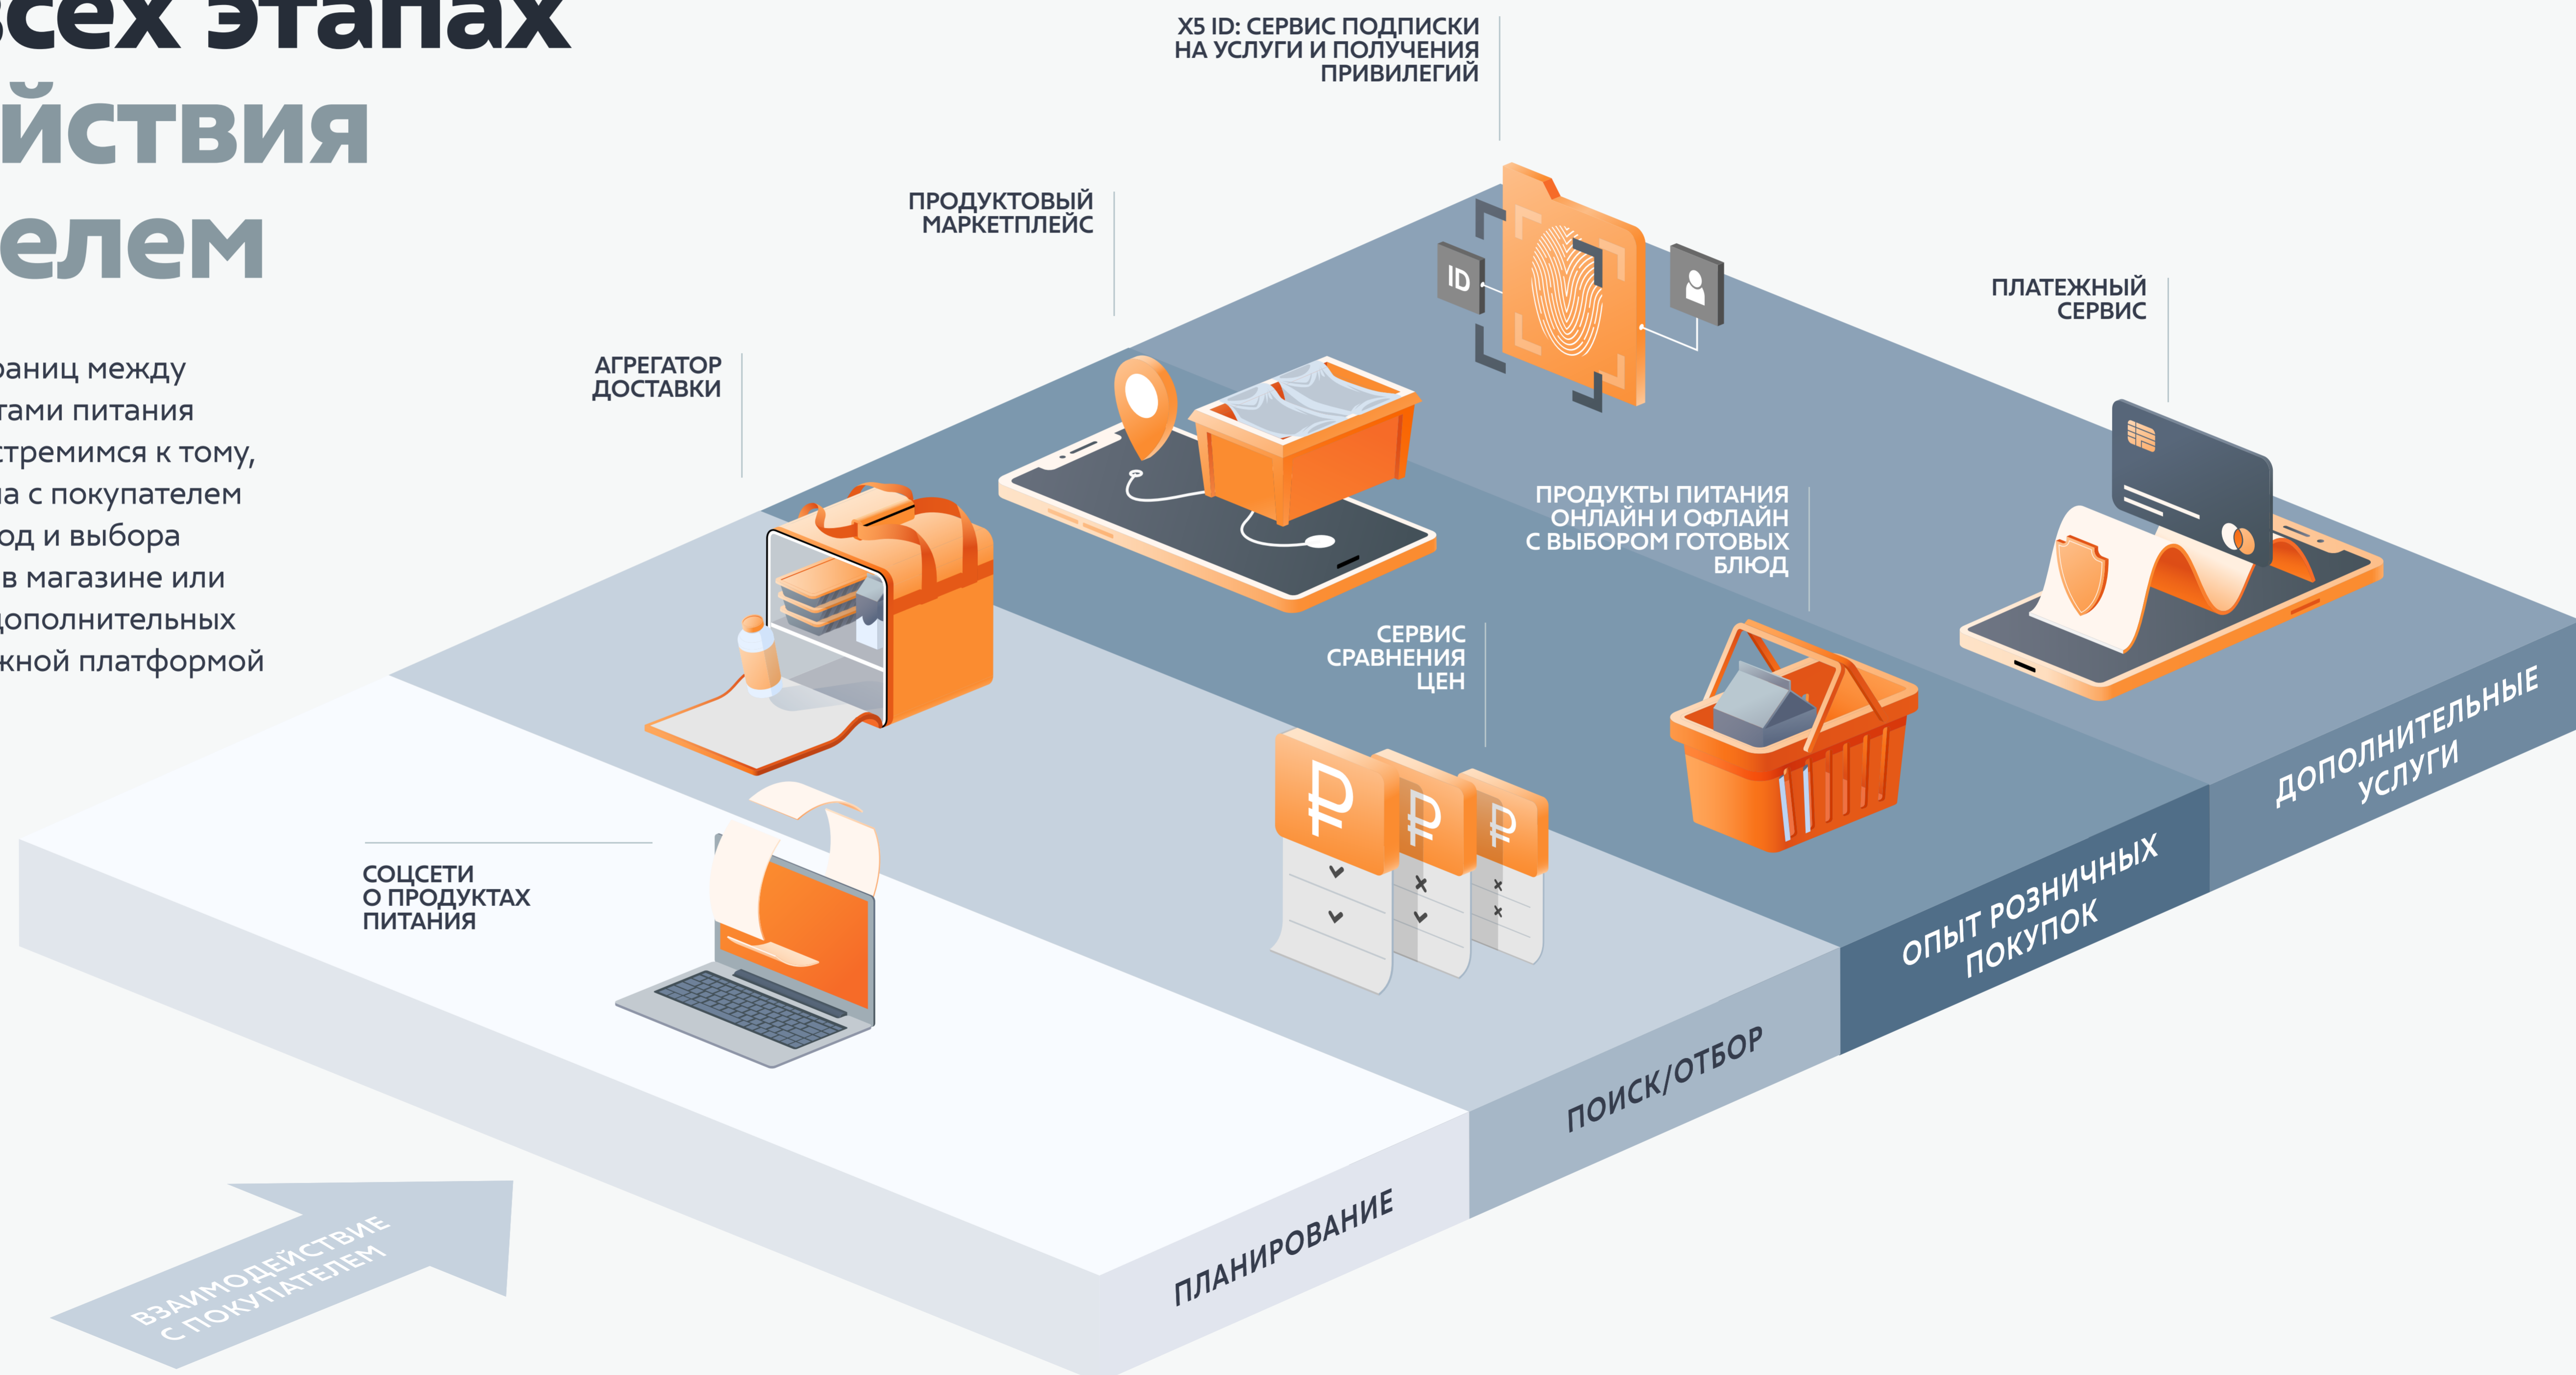 всех этапах
йствия
елем
раниц между
тами питания
стремимся к тому,
на с покупателем
од и выбора
в магазине или
дополнительных
жной платформой
X5 ID: СЕРВИС ПОДПИСКИ
НА УСЛУГИ И ПОЛУЧЕНИЯ
ПРИВИЛЕГИЙ
ПРОДУКТОВЫЙ
МАРКЕТПЛЕЙС
АГРЕГАТОР
ДОСТАВКИ
ID
ПЛАТЕЖНЫЙ
СЕРВИС
ПРОДУКТЫ ПИТАНИЯ
ОНЛАЙН И ОФЛАЙН
С ВЫБОРОМ ГОТОВЫХ
БЛЮД
СЕРВИС
СРАВНЕНИЯ
ЦЕН
₽ ₽ ₽
СОЦСЕТИ
О ПРОДУКТАХ
ПИТАНИЯ
ДОПОЛНИТЕЛЬНЫЕ
УСЛУГИ
ОПЫТ РОЗНИЧНЫХ
ПОКУПОК
ПОИСК/ОТБОР
ПЛАНИРОВАНИЕ
ВЗАИМОДЕЙСТВИЕ
С ПОКУПАТЕЛЕМ